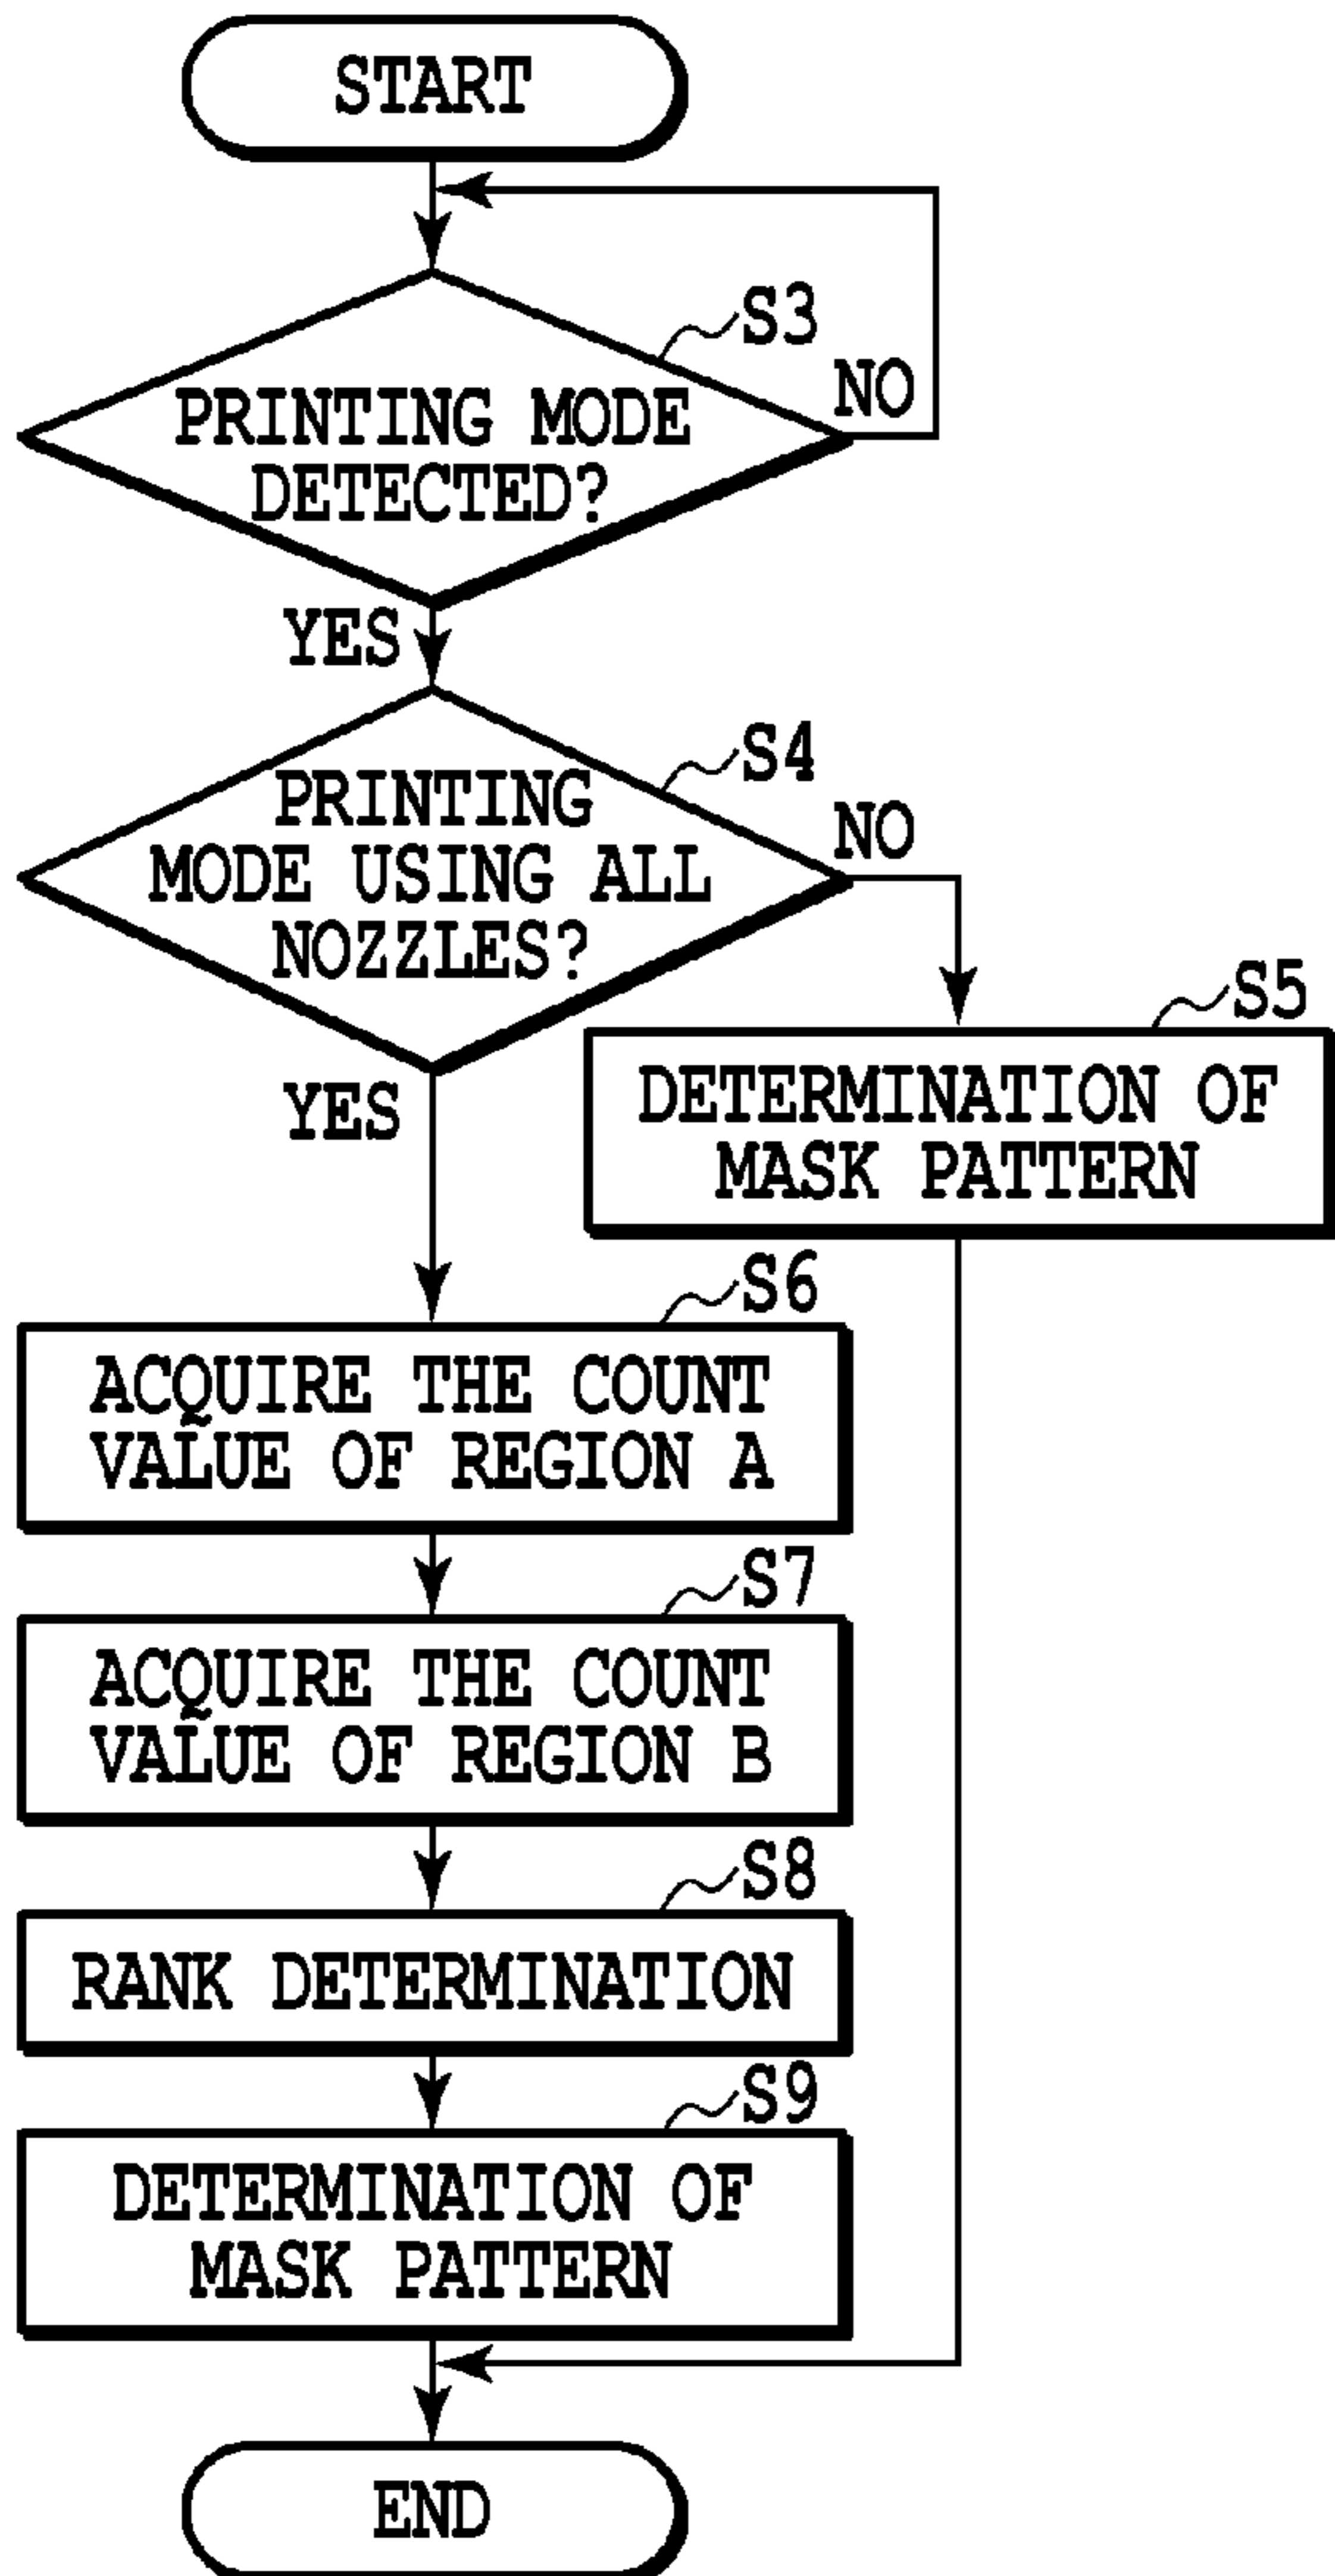 START
S3
NO
PRINTING MODE
DETECTED?
YES
S4
NO
PRINTING
MODE USING ALL
NOZZLES?
YES
S5
DETERMINATION OF
MASK PATTERN
S6
ACQUIRE THE COUNT
VALUE OF REGION A
S7
ACQUIRE THE COUNT
VALUE OF REGION B
S8
RANK DETERMINATION
S9
DETERMINATION OF
MASK PATTERN
END